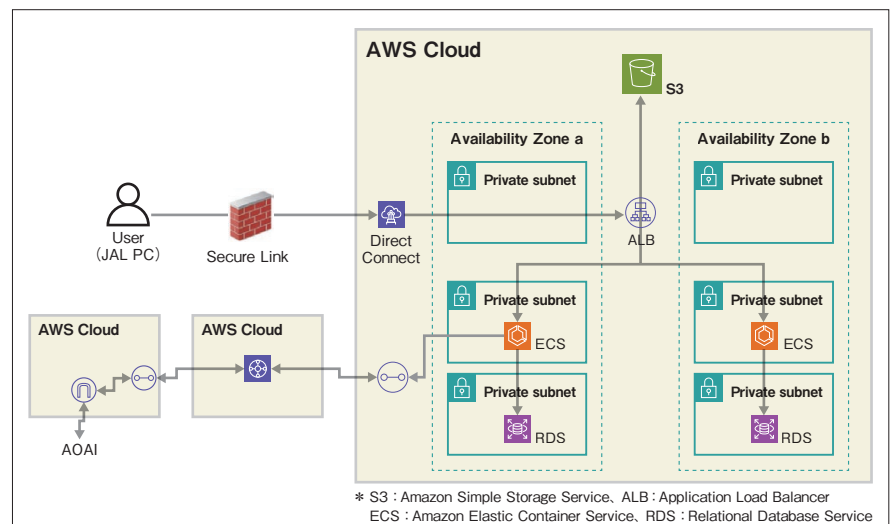 AWS Cloud
S3
Availability Zone a
Availability Zone b
Private subnet
Private subnet
User
（JAL PC）
Secure Link
Direct
Connect
ALB
Private subnet
Private subnet
ECS
ECS
AWS Cloud
AWS Cloud
Private subnet
Private subnet
RDS
RDS
AOAI
＊ S3：Amazon Simple Storage Service、ALB：Application Load Balancer
ECS：Amazon Elastic Container Service、RDS：Relational Database Service